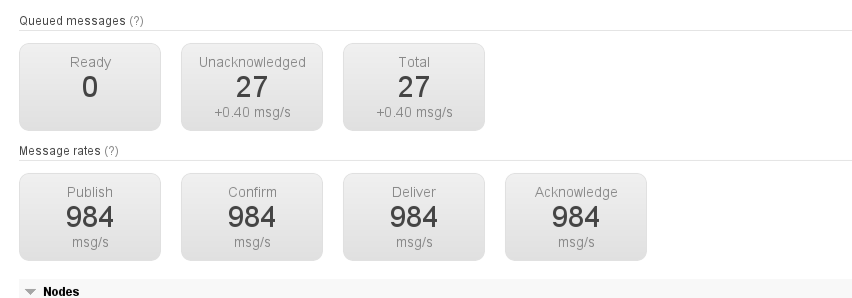 Queued messages (?)
Ready Unacknowledged Total
0 27 27
+0.40 msg/s +0.40 msg/s
Message rates (?)
Publish Confirm Deliver Acknowledge
984 984 984 984
msg/s msg/s msg/s msg/s
Nodes